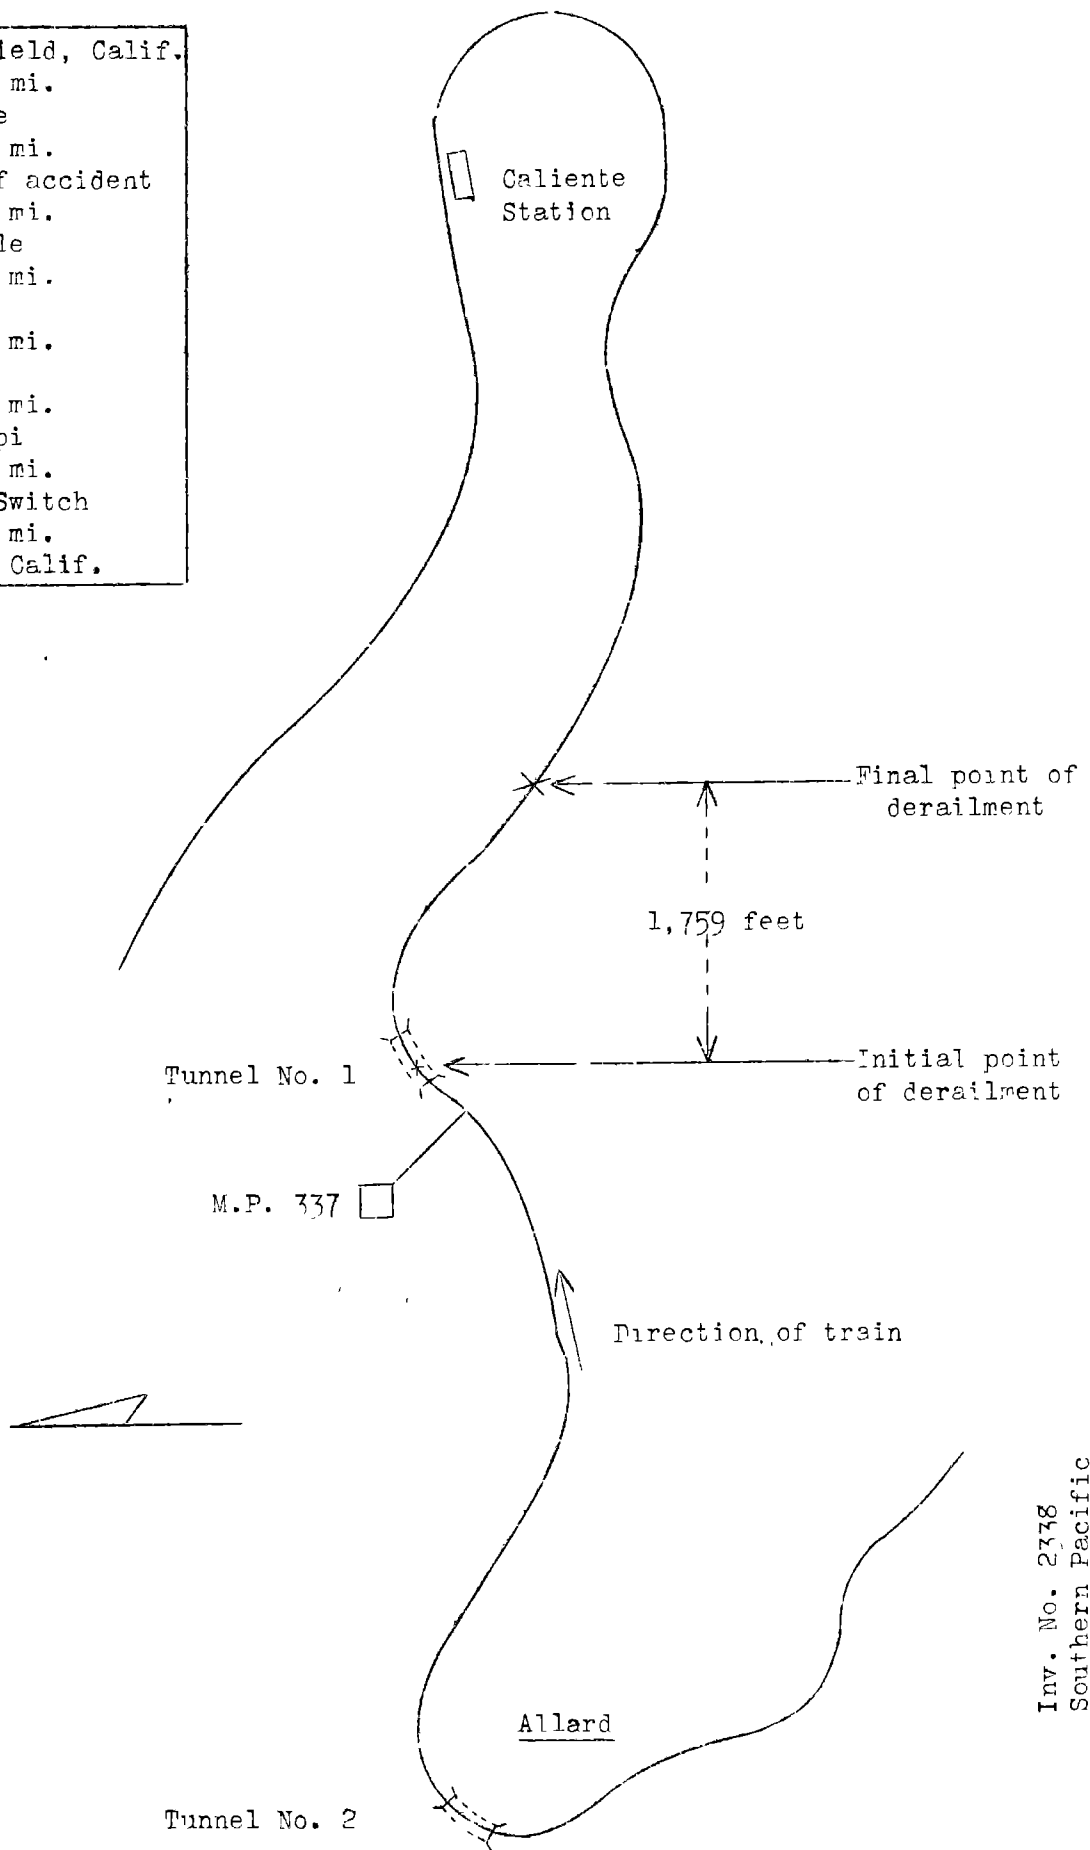 ield, Calif.
mi.
e
mi.
f accident
mi.
le
mi.
mi.
mi.
pi
mi.
Switch
mi.
Calif.
Caliente
Station
Final point of
derailment
1,759 feet
Initial point
of derailment
Tunnel No. 1
M.P. 337
Direction of train
Allard
Tunnel No. 2
Inv. No. 2338
Southern Pacific